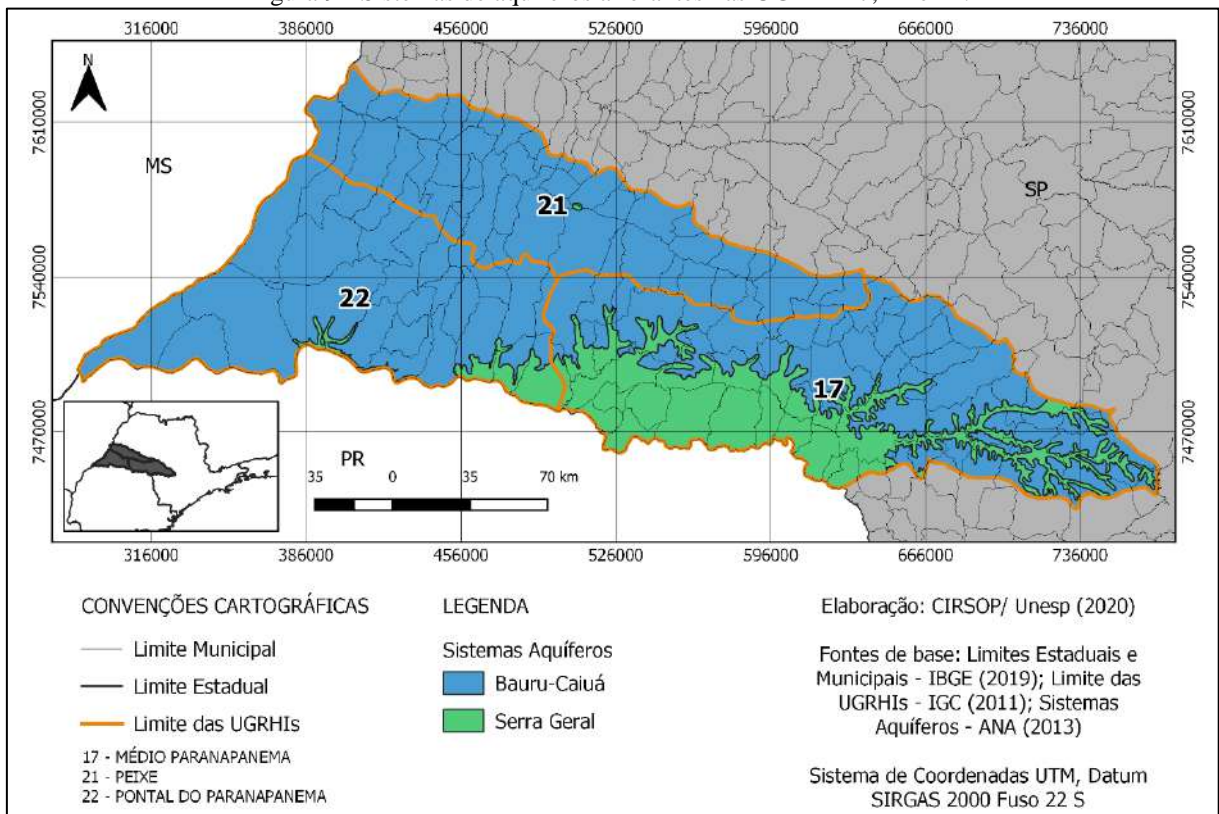 316000 386000 456000 526000 596000 666000 736000
N
7610000
7610000
MS
SP
21
7540000
7540000
22
17
7470000
7470000
PR
35 0 35 70 km
316000 386000 456000 526000 596000 666000 736000
CONVENÇÕES CARTOGRÁFICAS
Limite Municipal
Limite Estadual
Limite das UGRHIs
17 - MÉDIO PARANAPANEMA
21 - PEIXE
22 - PONTAL DO PARANAPANEMA
LEGENDA
Sistemas Aquíferos
Bauru-Caiuá
Serra Geral
Elaboração: CIRSOP/ Unesp (2020)
Fontes de base: Limites Estaduais e
Municipais - IBGE (2019); Limite das
UGRHIs - IGC (2011); Sistemas
Aquíferos - ANA (2013)
Sistema de Coordenadas UTM, Datum
SIRGAS 2000 Fuso 22 S